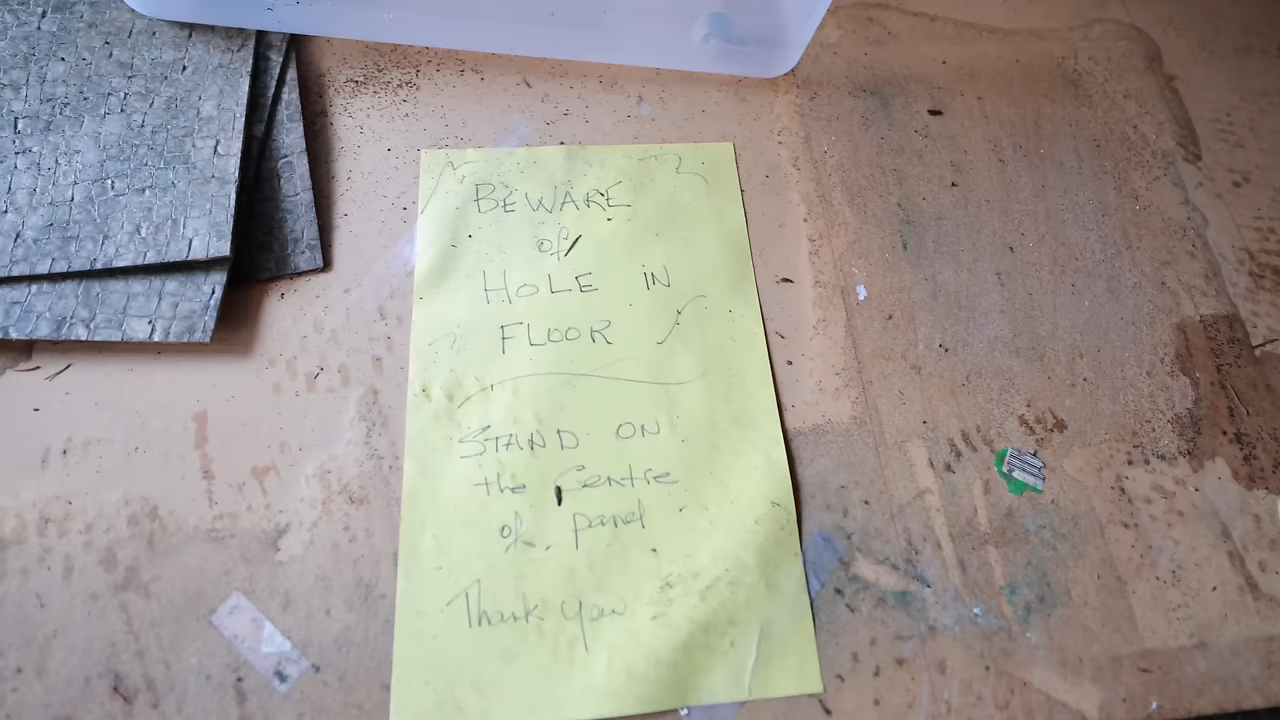 BEWARE
of
HOLE IN
FLOOR
STAND ON
the Centre
of panel
Thank you